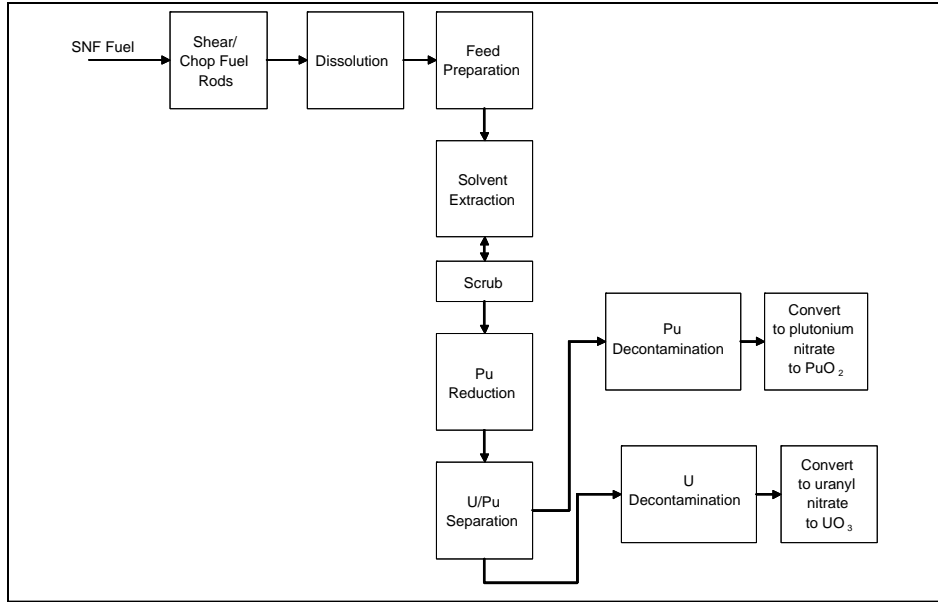 SNF Fuel
Shear/
Chop Fuel
Rods
Dissolution
Feed
Preparation
Solvent
Extraction
Scrub
Pu
Reduction
U/Pu
Separation
Pu
Decontamination
Convert
to plutonium
nitrate
to PuO₂
U
Decontamination
Convert
to uranyl
nitrate
to UO₃